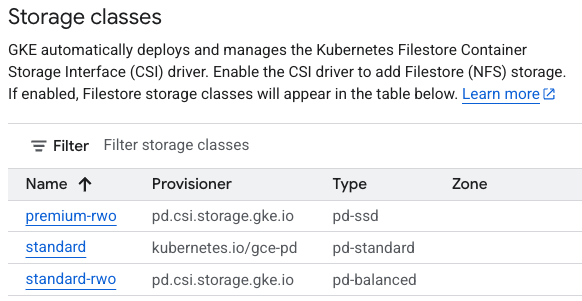 Storage classes
GKE automatically deploys and manages the Kubernetes Filestore Container
Storage Interface (CSI) driver. Enable the CSI driver to add Filestore (NFS) storage.
If enabled, Filestore storage classes will appear in the table below. Learn more
Filter Filter storage classes
Name Provisioner Type Zone
premium-rwo pd.csi.storage.gke.io pd-ssd
standard kubernetes.io/gce-pd pd-standard
standard-rwo pd.csi.storage.gke.io pd-balanced